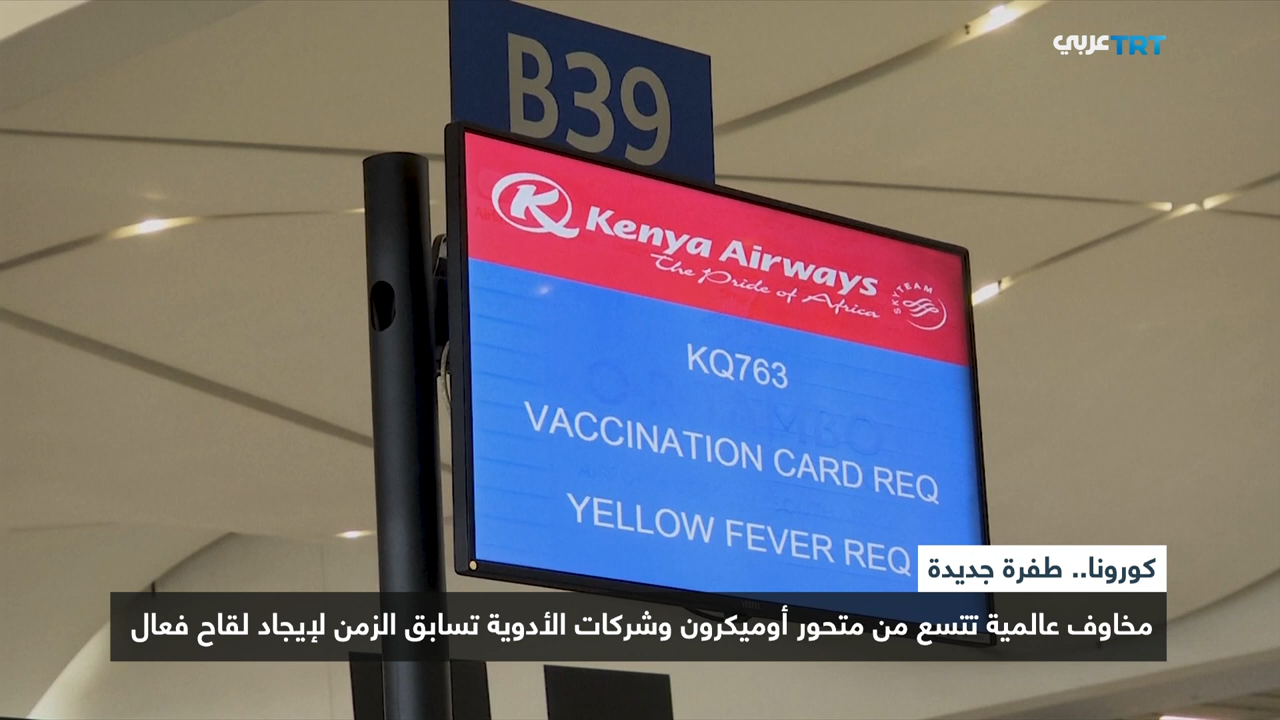 TRT عربي
B39
Kenya Airways
The Pride of Africa
SKYTEAM
KQ763
VACCINATION CARD REQ
YELLOW FEVER REQ
كورونا.. طفرة جديدة
مخاوف عالمية تتسع من متحور أوميكرون وشركات الأدوية تسابق الزمن لإيجاد لقاح فعال